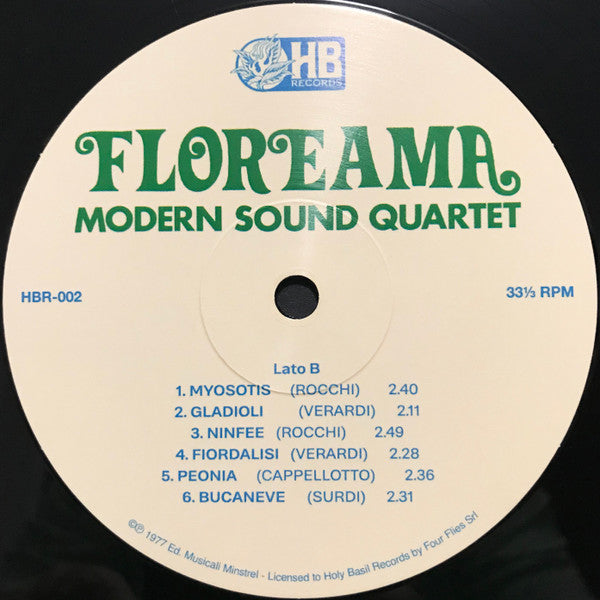 HB
RECORDS
FLOREAMA
MODERN SOUND QUARTET
HBR-002
33⅓ RPM
Lato B
1. MYOSOTIS (ROCCHI) 2.40
2. GLADIOLI (VERARDI) 2.11
3. NINFEE (ROCCHI) 2.49
4. FIORDALISI (VERARDI) 2.28
5. PEONIA (CAPPELLOTTO) 2.36
6. BUCANEVE (SURDI) 2.31
©℗ 1977 Ed. Musicali Minstrel - Licensed to Holy Basil Records by Four Flies Srl